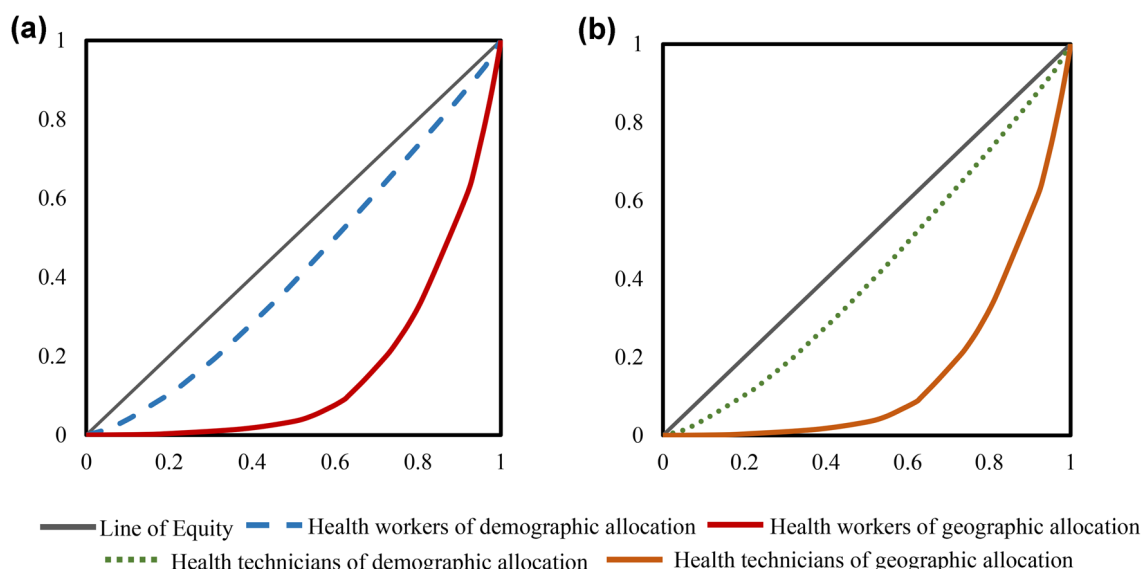 (a)
1
0.8
0.6
0.4
0.2
0
0 0.2 0.4 0.6 0.8 1
(b)
1
0.8
0.6
0.4
0.2
0
0 0.2 0.4 0.6 0.8 1
Line of Equity Health workers of demographic allocation Health workers of geographic allocation
Health technicians of demographic allocation Health technicians of geographic allocation